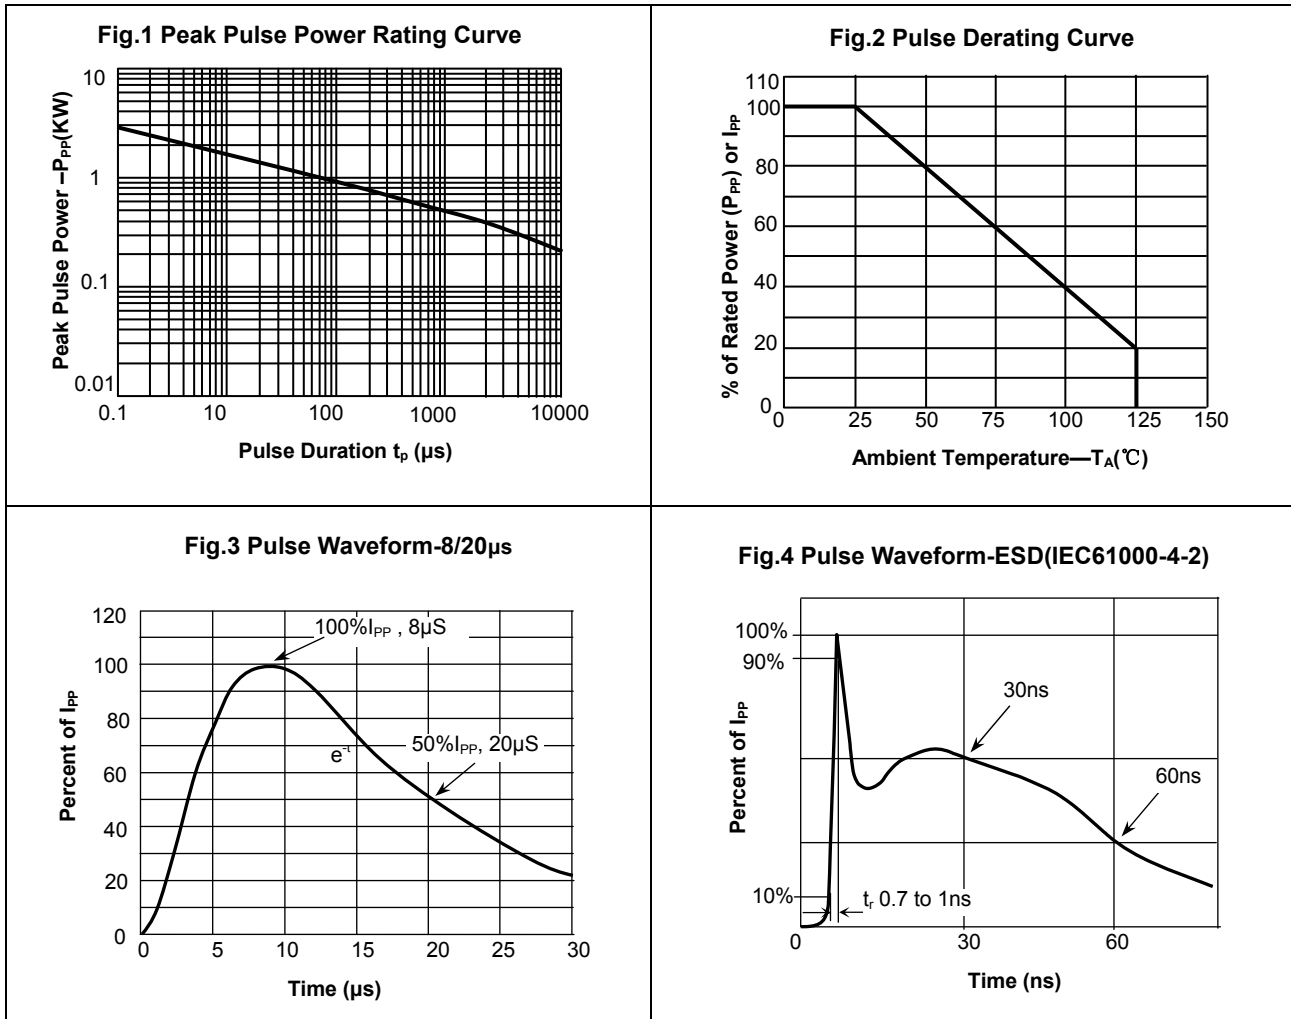 Fig.1 Peak Pulse Power Rating Curve
Peak Pulse Power –PPP(KW)
10
1
0.1
0.01
0.1 10 100 1000 10000
Pulse Duration tp (µs)
Fig.2 Pulse Derating Curve
% of Rated Power (PPP) or IPP
110
100
80
60
40
20
0
0 25 50 75 100 125 150
Ambient Temperature—TA(℃)
Fig.3 Pulse Waveform-8/20µs
Percent of IPP
120
100
80
60
40
20
0
100%IPP , 8µS
e-t
50%IPP, 20µS
0 5 10 15 20 25 30
Time (µs)
Fig.4 Pulse Waveform-ESD(IEC61000-4-2)
Percent of IPP
100%
90%
10%
30ns
60ns
tr 0.7 to 1ns
0 30 60
Time (ns)